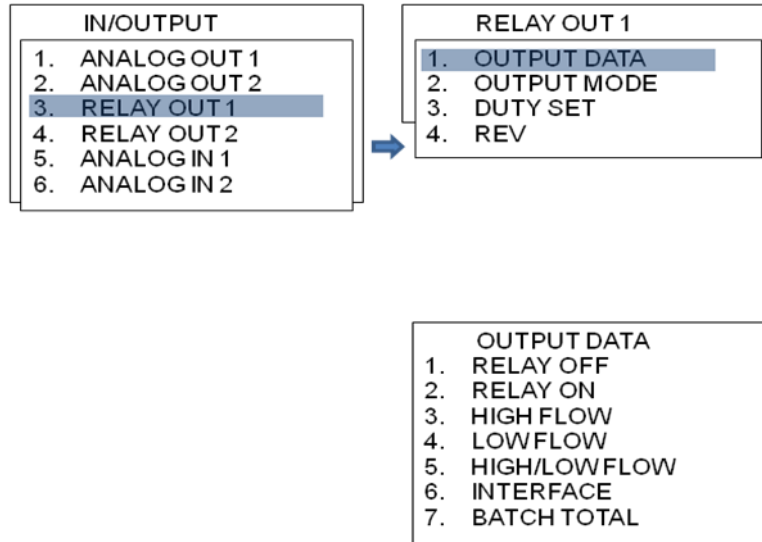 IN/OUTPUT
1. ANALOG OUT 1
2. ANALOG OUT 2
3. RELAY OUT 1
4. RELAY OUT 2
5. ANALOG IN 1
6. ANALOG IN 2
RELAY OUT 1
1. OUTPUT DATA
2. OUTPUT MODE
3. DUTY SET
4. REV
OUTPUT DATA
1. RELAY OFF
2. RELAY ON
3. HIGH FLOW
4. LOW FLOW
5. HIGH/LOW FLOW
6. INTERFACE
7. BATCH TOTAL